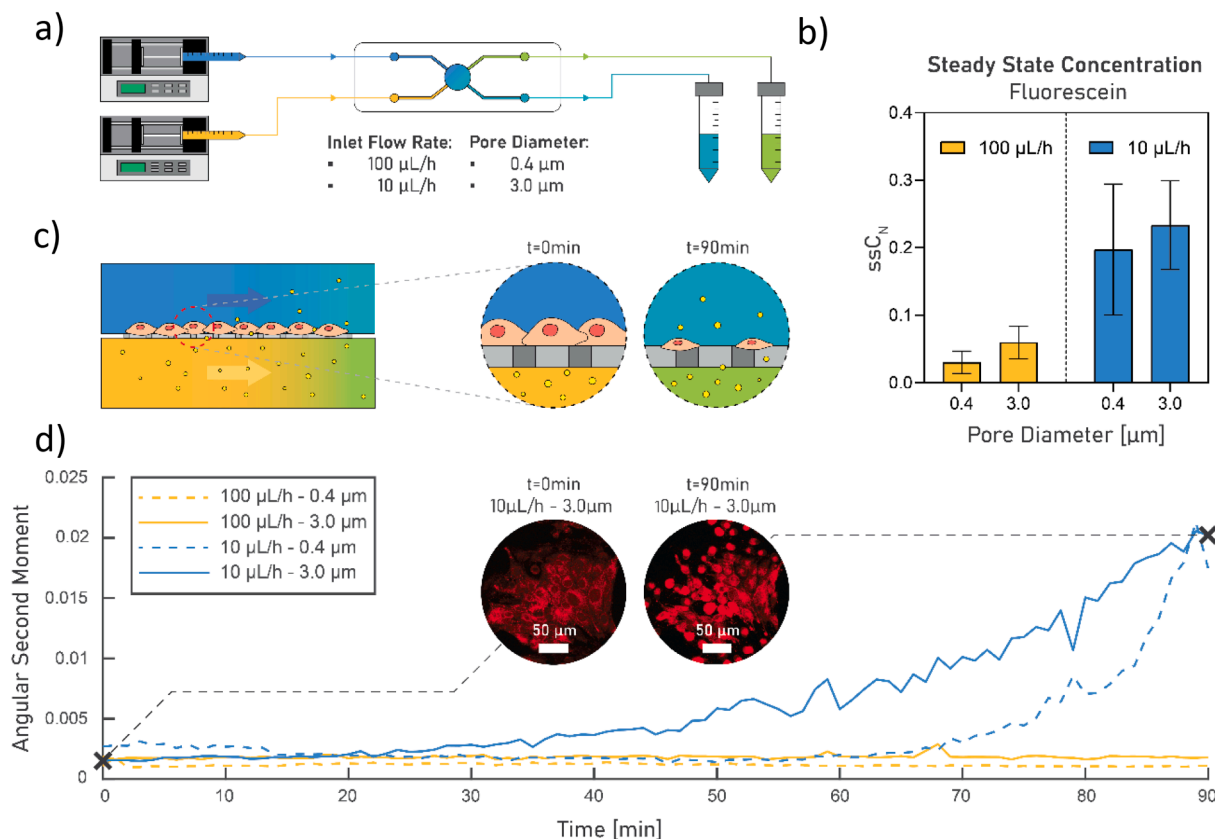 a)
Inlet Flow Rate:
▪ 100 µL/h
▪ 10 µL/h
Pore Diameter:
▪ 0.4 µm
▪ 3.0 µm
b)
Steady State Concentration
Fluorescein
0.4
0.3
0.2
0.1
0.0
ssC_N
100 µL/h
10 µL/h
0.4
3.0
0.4
3.0
Pore Diameter [µm]
c)
t=0min
t=90min
d)
0.025
0.02
0.015
0.01
0.005
0
Angular Second Moment
100 µL/h - 0.4 µm
100 µL/h - 3.0 µm
10 µL/h - 0.4 µm
10 µL/h - 3.0 µm
t=0min
10µL/h - 3.0µm
50 µm
t=90min
10µL/h - 3.0µm
50 µm
0 10 20 30 40 50 60 70 80 90
Time [min]